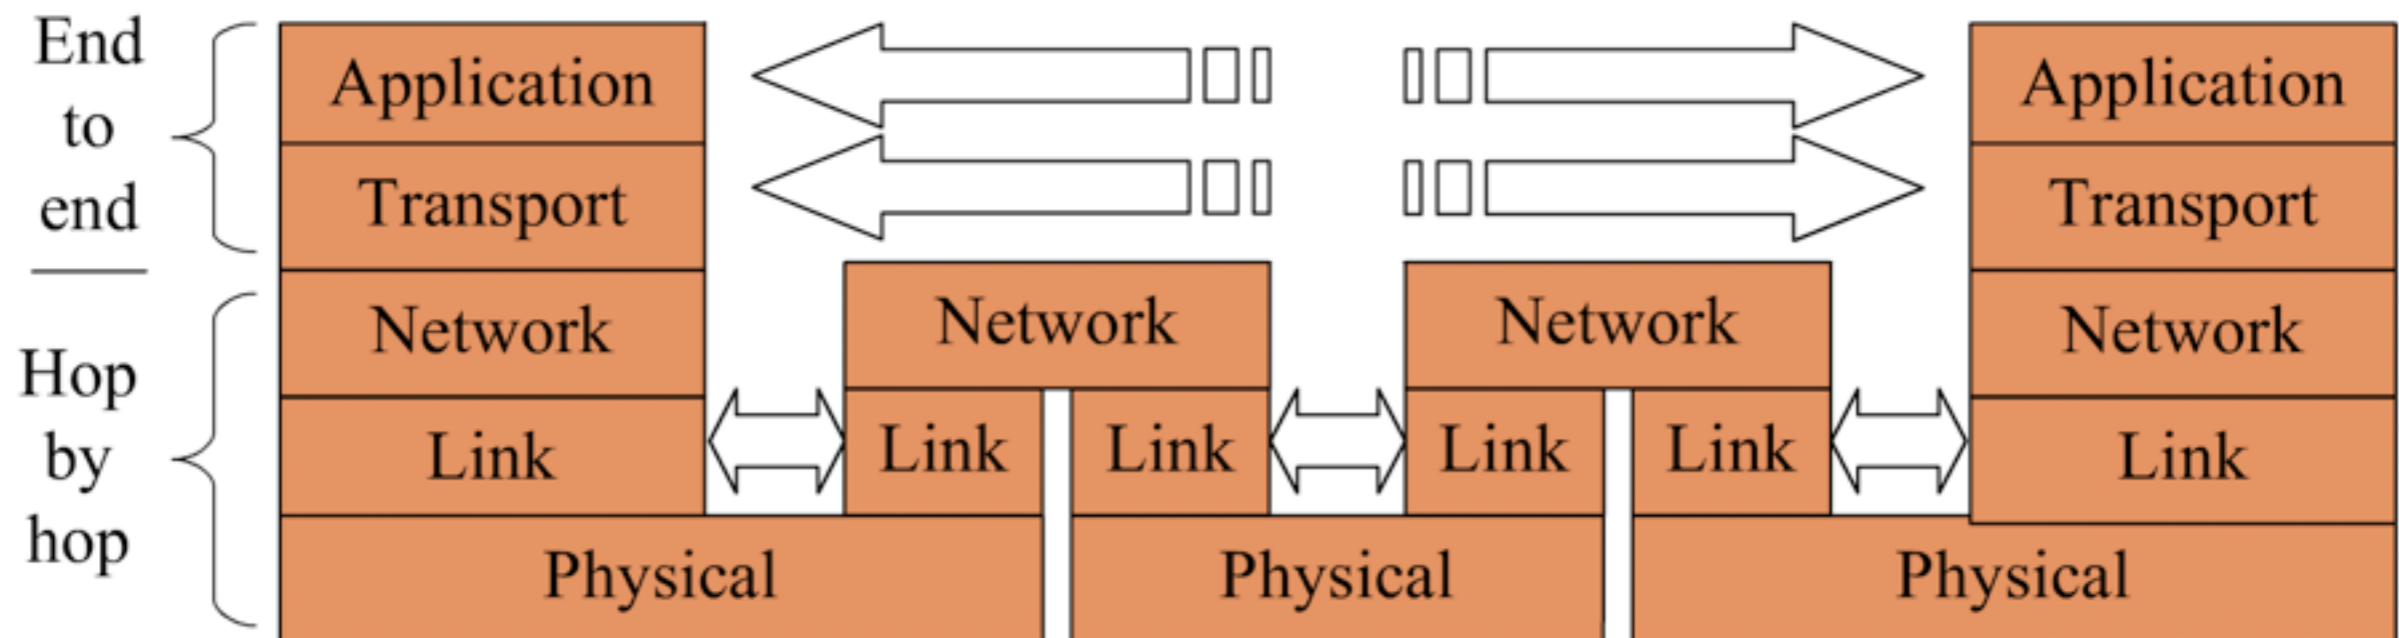 End
to
end
Hop
by
hop
Application
Transport
Network
Link
Physical
Network
Link Link
Physical
Network
Link Link
Physical
Application
Transport
Network
Link